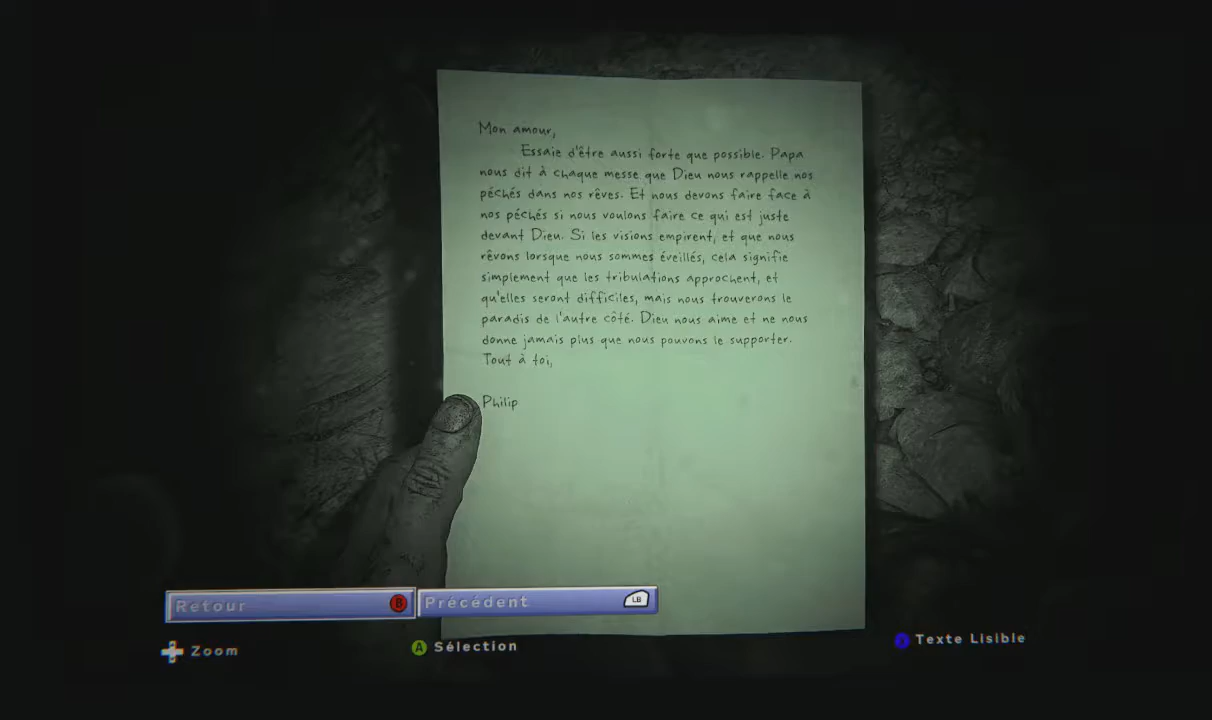 Mon amour,
Essaie d'être aussi forte que possible. Papa
nous dit à chaque messe que Dieu nous rappelle nos
péchés dans nos rêves. Et nous devons faire face à
nos péchés si nous voulons faire ce qui est juste
devant Dieu. Si les visions empirent, et que nous
rêvons lorsque nous sommes éveillés, cela signifie
simplement que les tribulations approchent, et
qu'elles seront difficiles, mais nous trouverons le
paradis de l'autre côté. Dieu nous aime et ne nous
donne jamais plus que nous pouvons le supporter.
Tout à toi,
Philip
Retour B
Précédent LB
Zoom
A Sélection
Texte Lisible